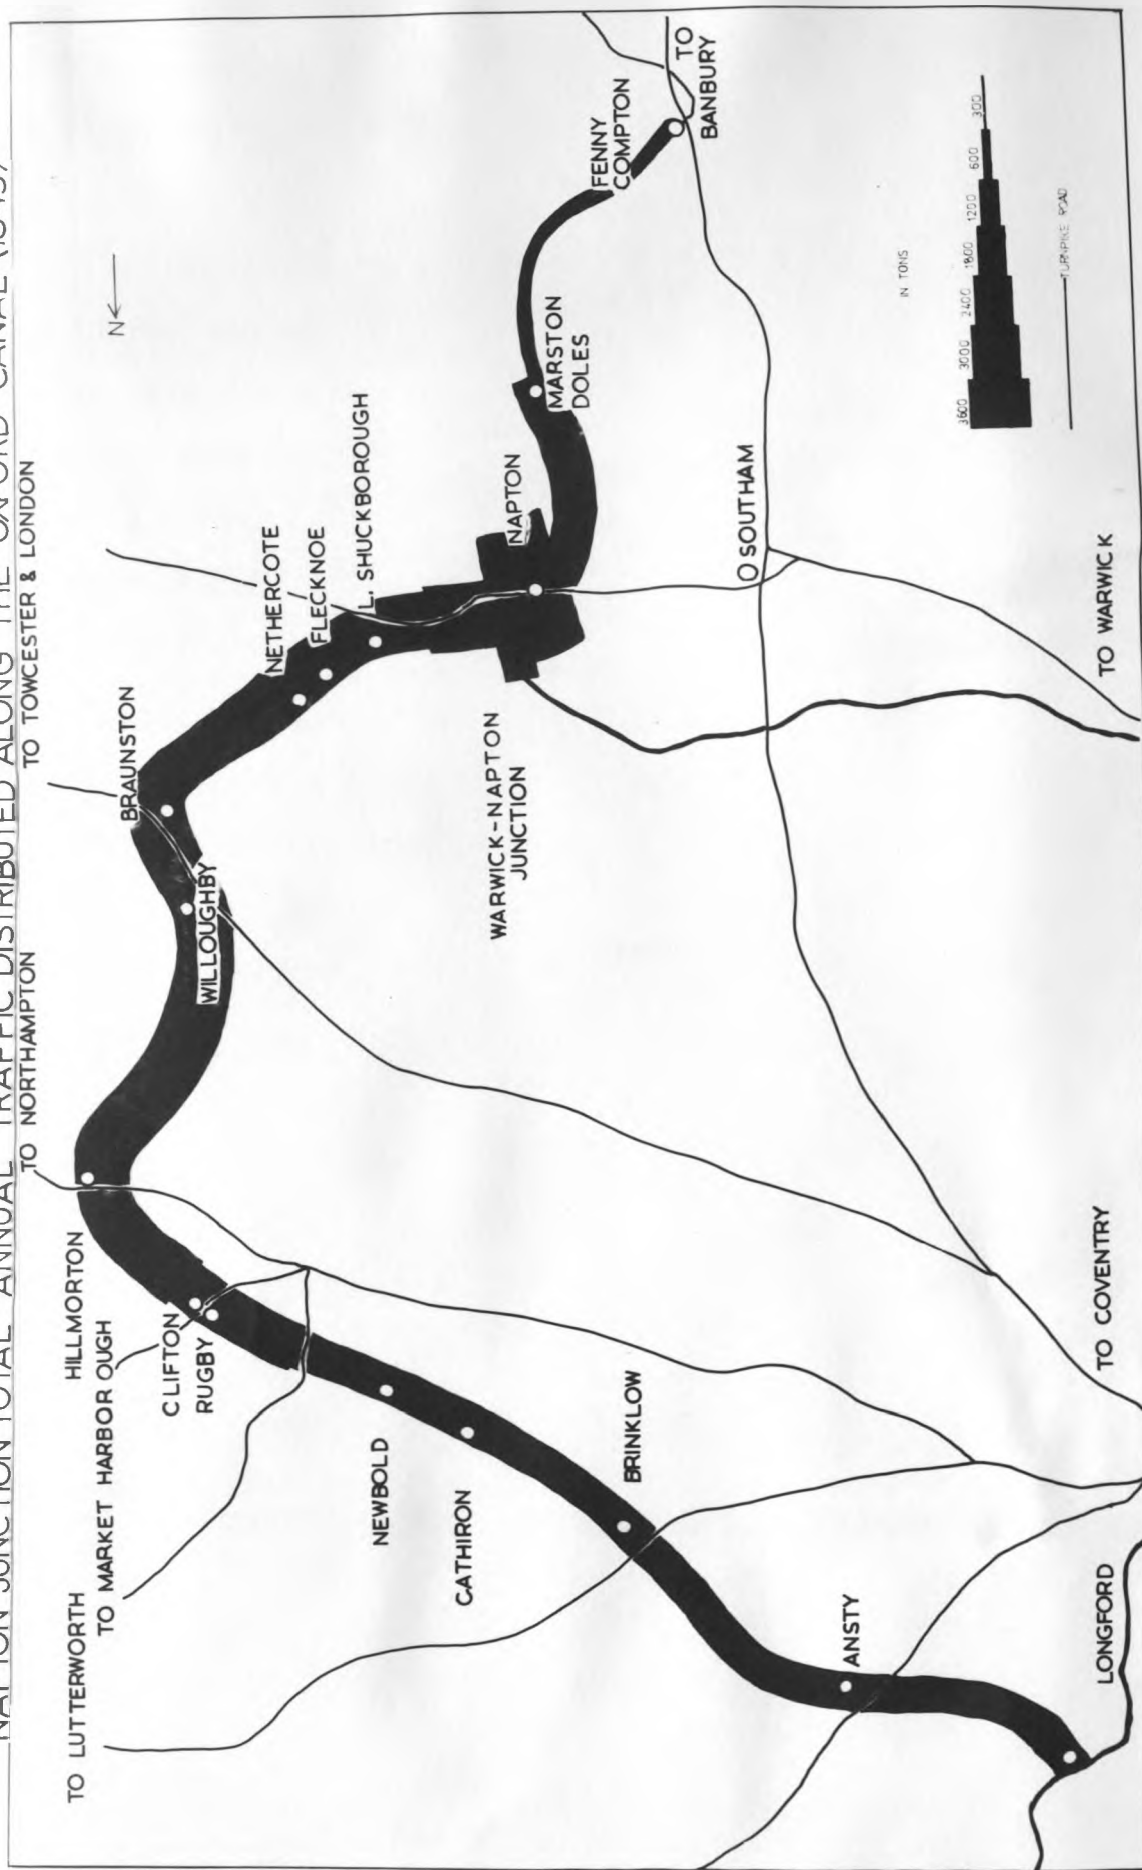 NAPTON JUNCTION TOTAL ANNUAL TRAFFIC DISTRIBUTED ALONG THE OXFORD CANAL
TO NORTHAMPTON
TO TOWCESTER & LONDON
TO LUTTERWORTH
TO MARKET HARBOROUGH
HILLMORTON
BRAUNSTON
N
CLIFTON
RUGBY
WILLOUGHBY
NETHERCOTE
FLECKNOE
L. SHUCKBOROUGH
NEWBOLD
CATHIRON
WARWICK-NAPTON
JUNCTION
NAPTON
MARSTON
DOLES
FENNY
COMPTON
TO
BANBURY
BRINKLOW
SOUTHAM
ANSTY
LONGFORD
TO COVENTRY
TO WARWICK
IN TONS
3600 3000 2400 1800 1200 600 300
TURNPIKE ROAD